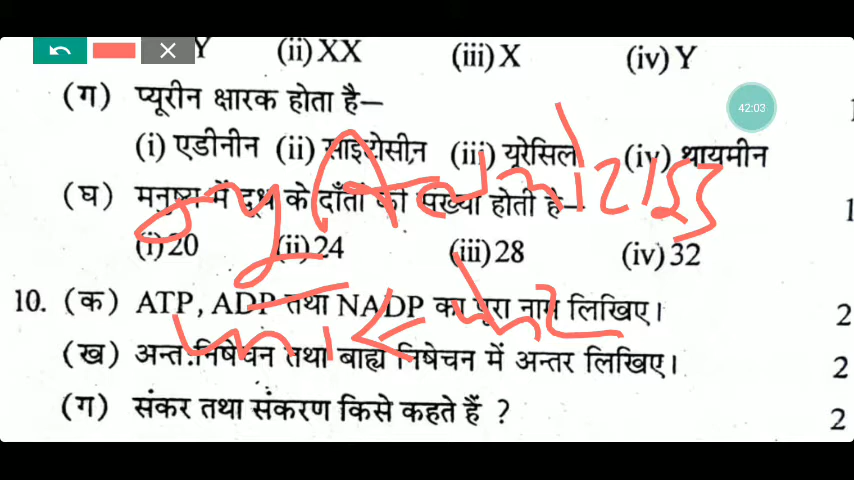 Y (ii) XX (iii) X (iv) Y
(ग) प्यूरीन क्षारक होता है—
42:03
(i) एडीनीन (ii) साइटोसीन (iii) यूरेसिल (iv) थायमीन
(घ) मनुष्य में दूध के दाँतों की संख्या होती है— 1
(i) 20 (ii) 24 (iii) 28 (iv) 32
10. (क) ATP, ADP तथा NADP का पूरा नाम लिखिए। 2
(ख) अन्तःनिषेचन तथा बाह्य निषेचन में अन्तर लिखिए। 2
(ग) संकर तथा संकरण किसे कहते हैं ? 2